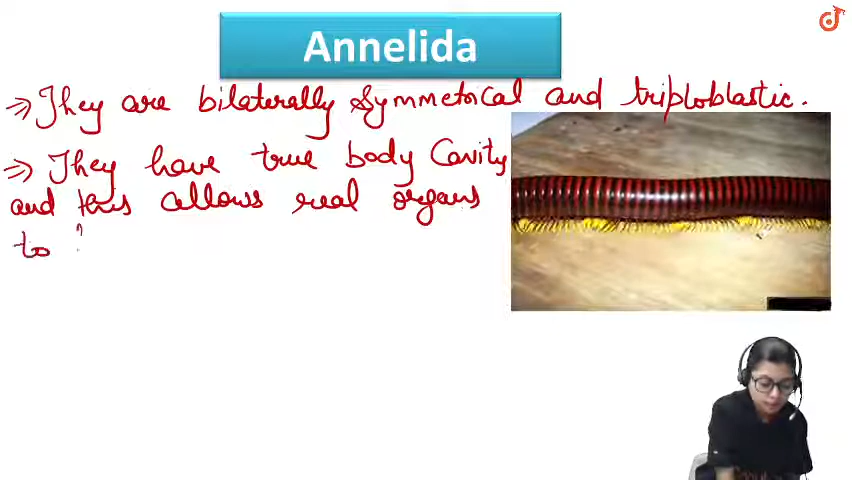 Annelida
⇒ They are bilaterally symmetrical and triploblastic.
⇒ They have true body cavity
and this allows real organs
to